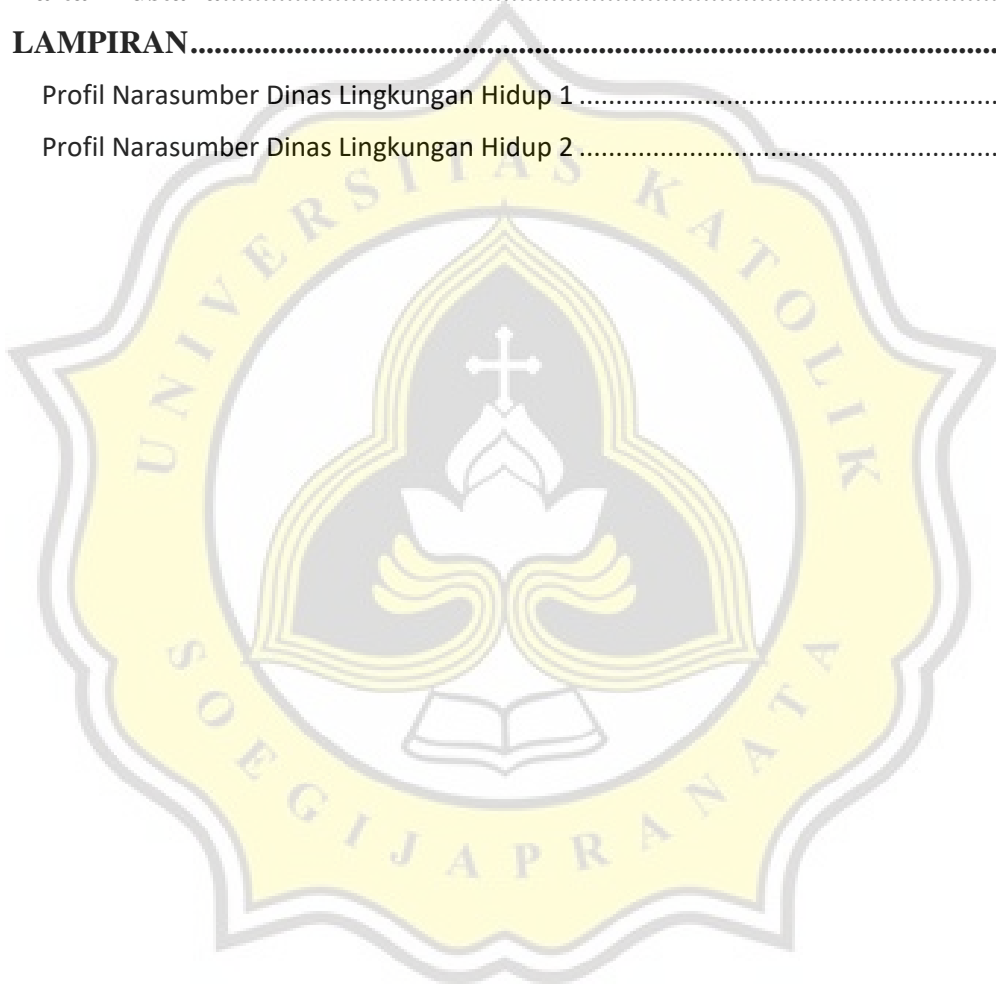 LAMPIRAN..........................................................................................................
Profil Narasumber Dinas Lingkungan Hidup 1 ......................................................
Profil Narasumber Dinas Lingkungan Hidup 2 ......................................................
UNIVERSITAS KATOLIK
SOEGIJAPRANATA